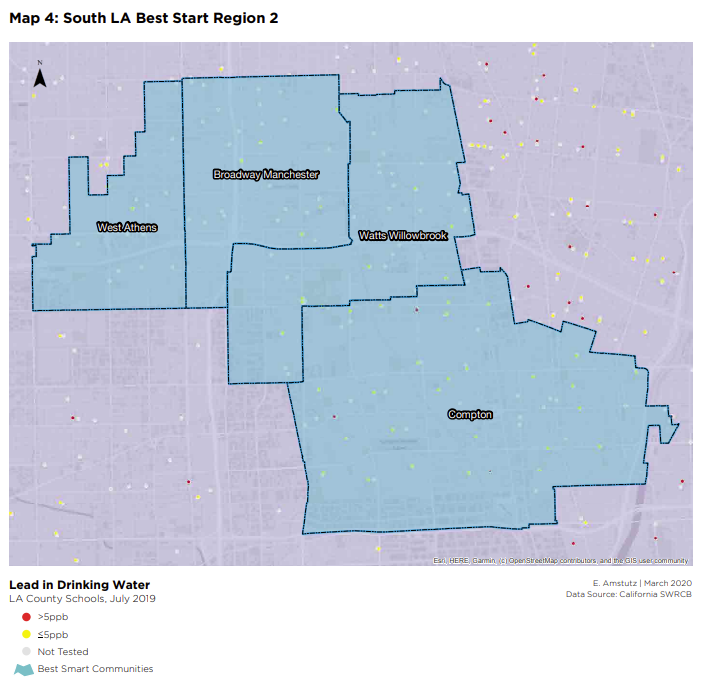 Map 4: South LA Best Start Region 2
N
Broadway Manchester
West Athens
Watts Willowbrook
Compton
Esri, HERE, Garmin, (c) OpenStreetMap contributors, and the GIS user community
Lead in Drinking Water
LA County Schools, July 2019
E. Amstutz | March 2020
Data Source: California SWRCB
>5ppb
≤5ppb
Not Tested
Best Smart Communities